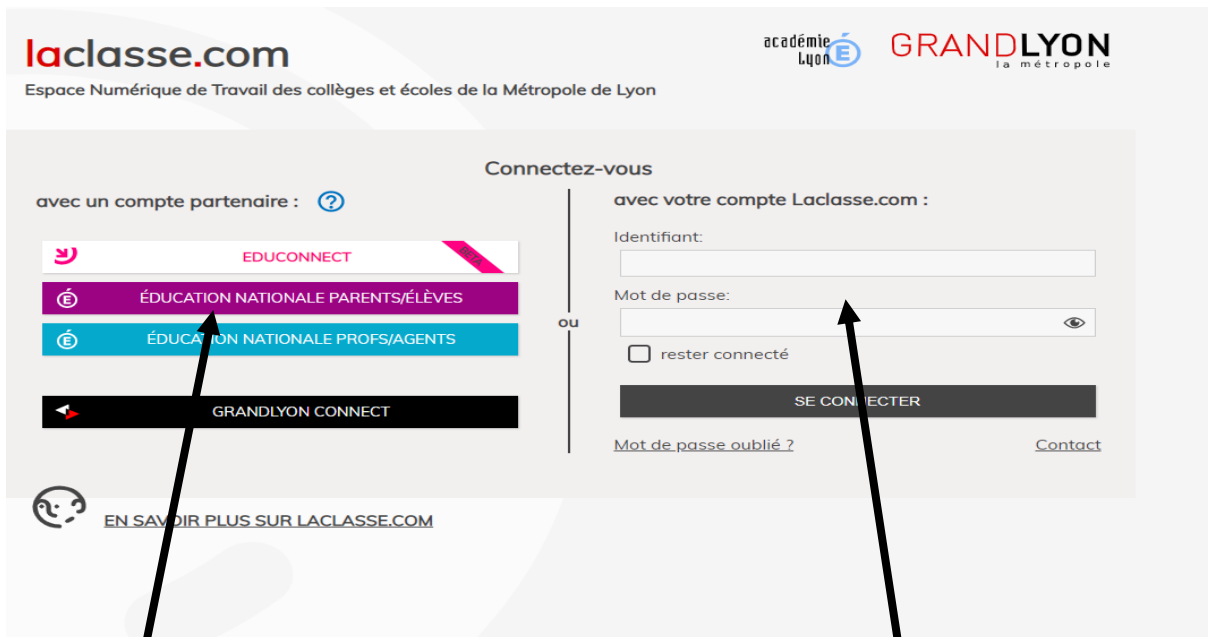 laclasse.com
Espace Numérique de Travail des collèges et écoles de la Métropole de Lyon
académie
Lyon É
GRANDLYON
la métropole
Connectez-vous
avec un compte partenaire : ?
EDUCONNECT
BETA
É ÉDUCATION NATIONALE PARENTS/ÉLÈVES
É ÉDUCATION NATIONALE PROFS/AGENTS
GRANDLYON CONNECT
ou
avec votre compte Laclasse.com :
Identifiant:
Mot de passe:
rester connecté
SE CONNECTER
Mot de passe oublié ?
Contact
EN SAVOIR PLUS SUR LACLASSE.COM